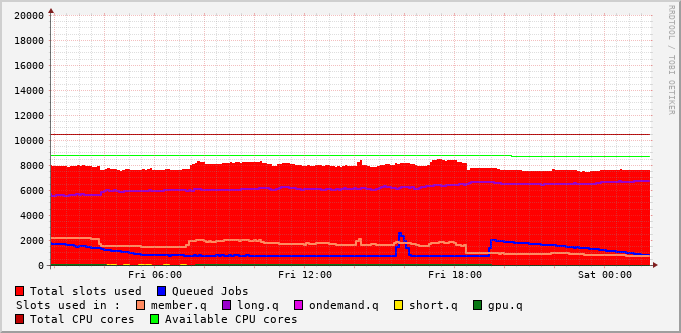 20000
18000
16000
14000
12000
10000
8000
6000
4000
2000
0
Fri 06:00 Fri 12:00 Fri 18:00 Sat 00:00
Total slots used Queued Jobs
Slots used in : member.q long.q ondemand.q short.q gpu.q
Total CPU cores Available CPU cores
RRDTOOL / TOBI OETIKER